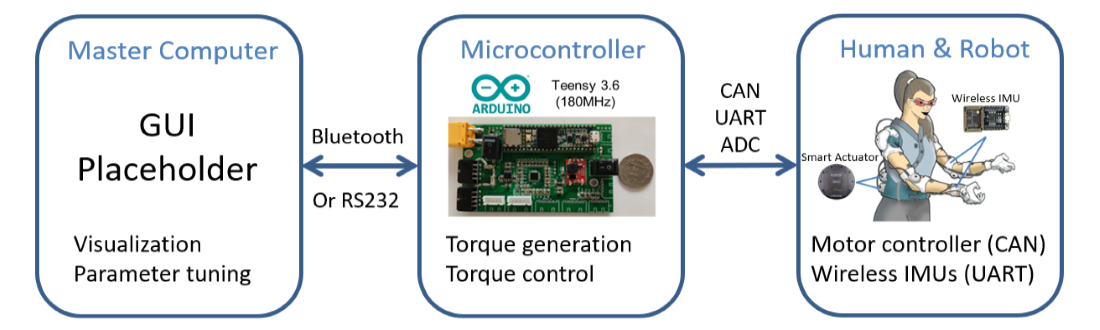 Master Computer
GUI
Placeholder
Visualization
Parameter tuning
Bluetooth
Or RS232
Microcontroller
ARDUINO
Teensy 3.6
(180MHz)
Torque generation
Torque control
CAN
UART
ADC
Human & Robot
Wireless IMU
Smart Actuator
Motor controller (CAN)
Wireless IMUs (UART)